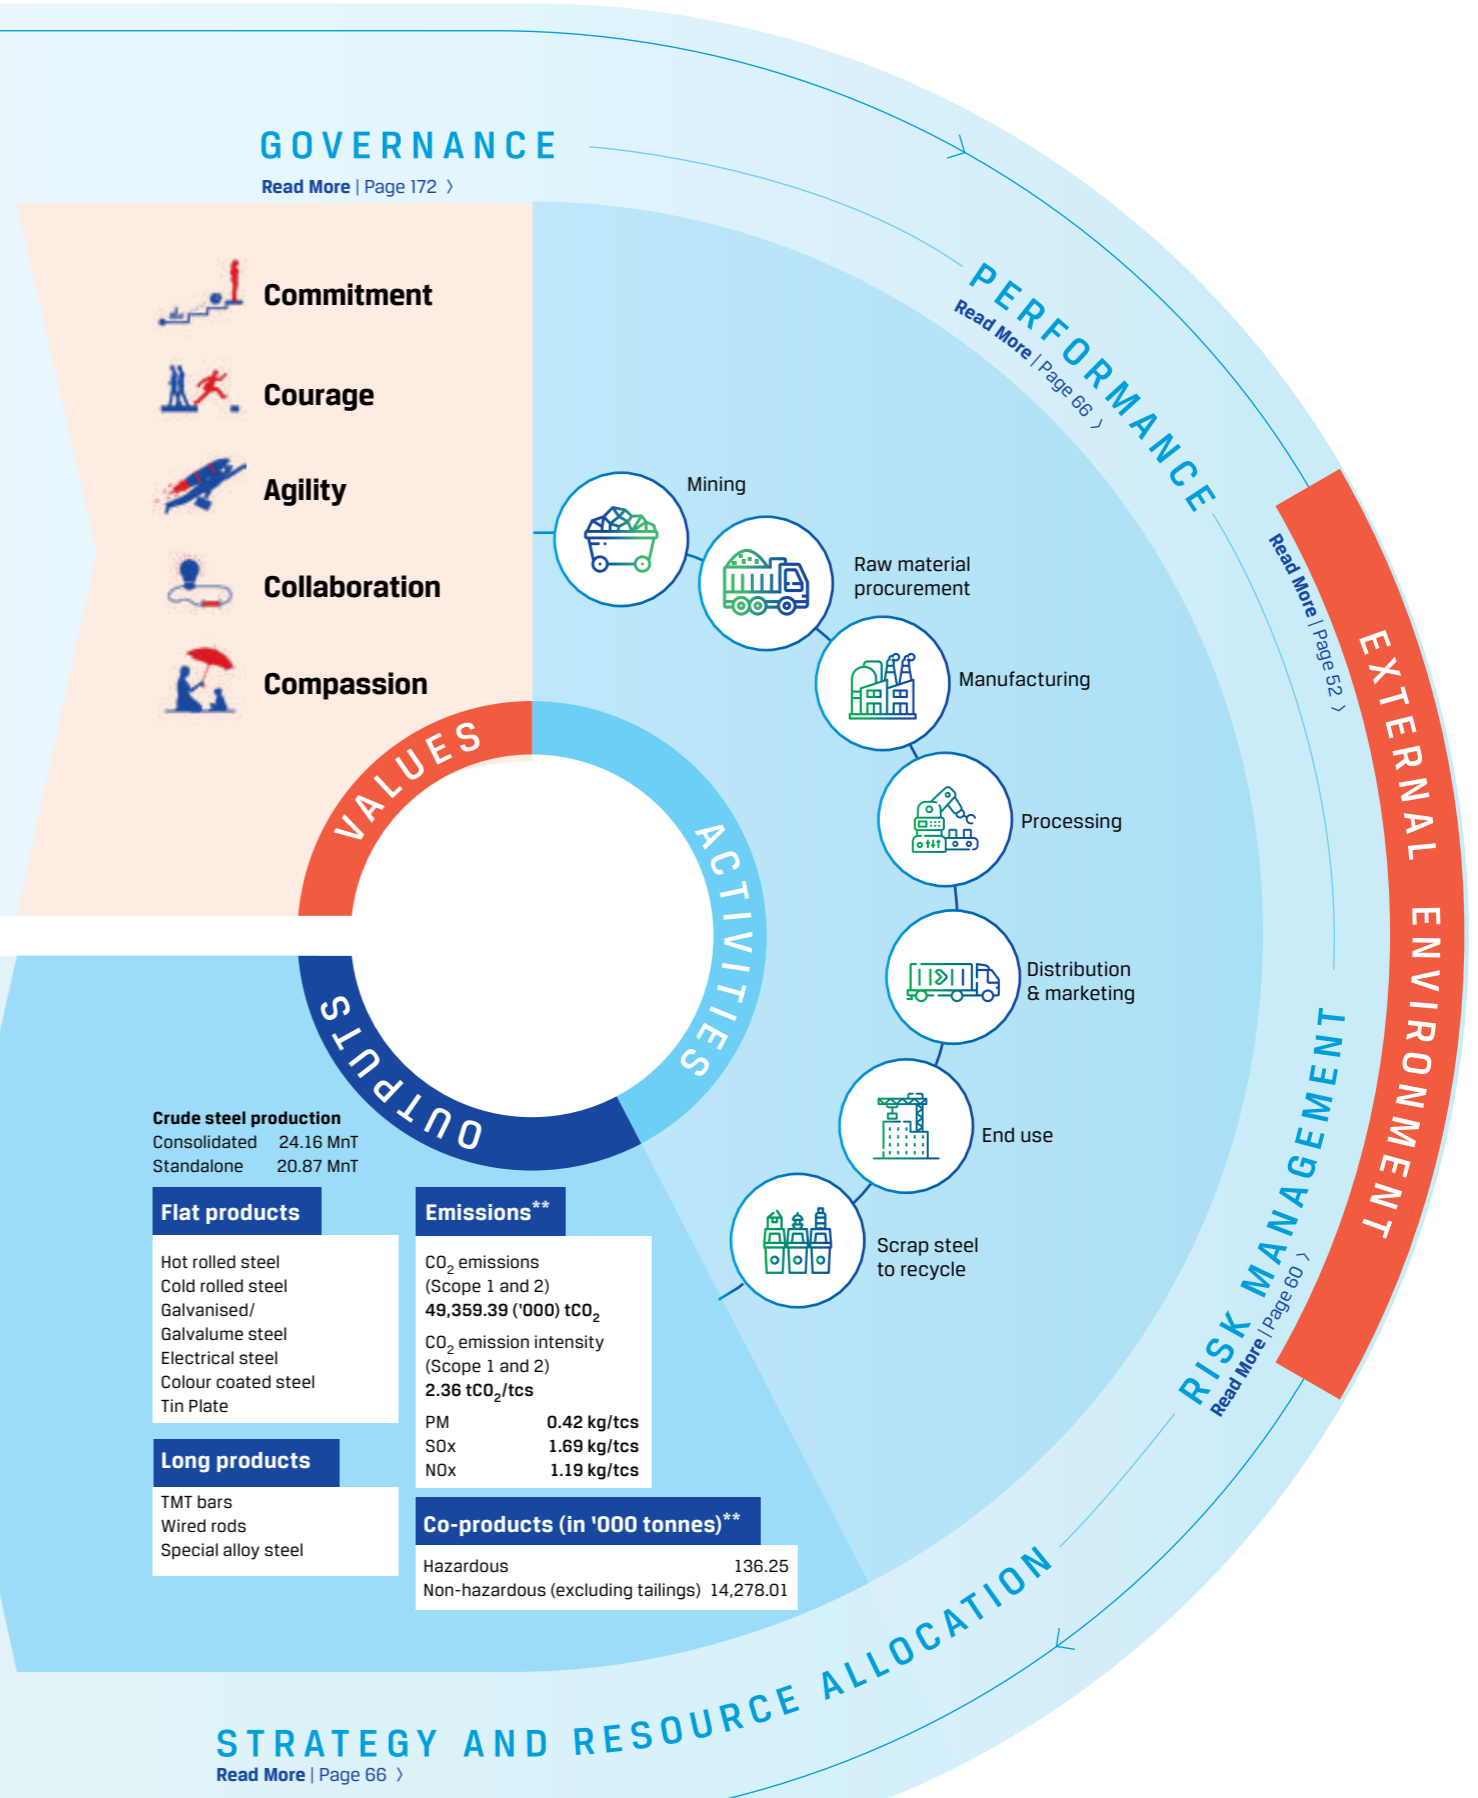 GOVERNANCE
Read More | Page 172 〉
Commitment
Courage
Agility
Collaboration
Compassion
VALUES
ACTIVITIES
OUTPUTS
Mining
Raw material
procurement
Manufacturing
Processing
Distribution
& marketing
End use
Scrap steel
to recycle
PERFORMANCE
Read More | Page 66 〉
EXTERNAL ENVIRONMENT
Read More | Page 52 〉
RISK MANAGEMENT
Read More | Page 60 〉
Crude steel production
Consolidated 24.16 MnT
Standalone 20.87 MnT
Flat products
Hot rolled steel
Cold rolled steel
Galvanised/
Galvalume steel
Electrical steel
Colour coated steel
Tin Plate
Long products
TMT bars
Wired rods
Special alloy steel
Emissions**
CO₂ emissions
(Scope 1 and 2)
49,359.39 ('000) tCO₂
CO₂ emission intensity
(Scope 1 and 2)
2.36 tCO₂/tcs
PM 0.42 kg/tcs
SOx 1.69 kg/tcs
NOx 1.19 kg/tcs
Co-products (in '000 tonnes)**
Hazardous 136.25
Non-hazardous (excluding tailings) 14,278.01
STRATEGY AND RESOURCE ALLOCATION
Read More | Page 66 〉